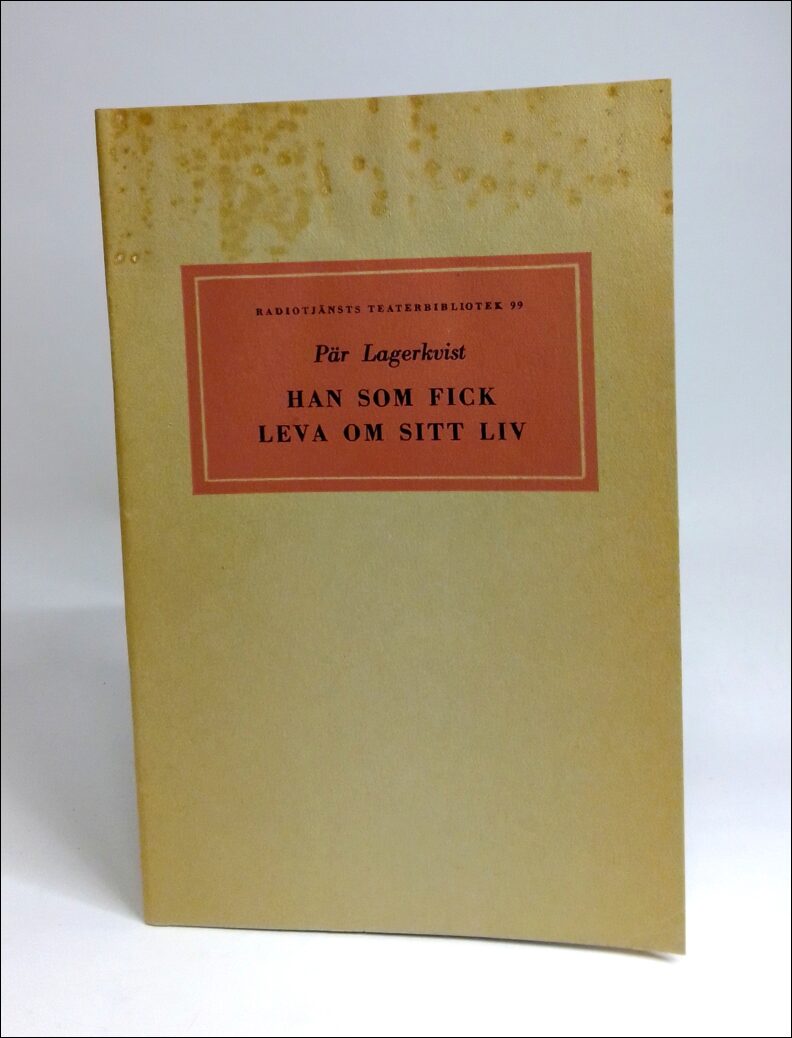 RADIOTJÄNSTS TEATERBIBLIOTEK 99
Pär Lagerkvist
HAN SOM FICK
LEVA OM SITT LIV